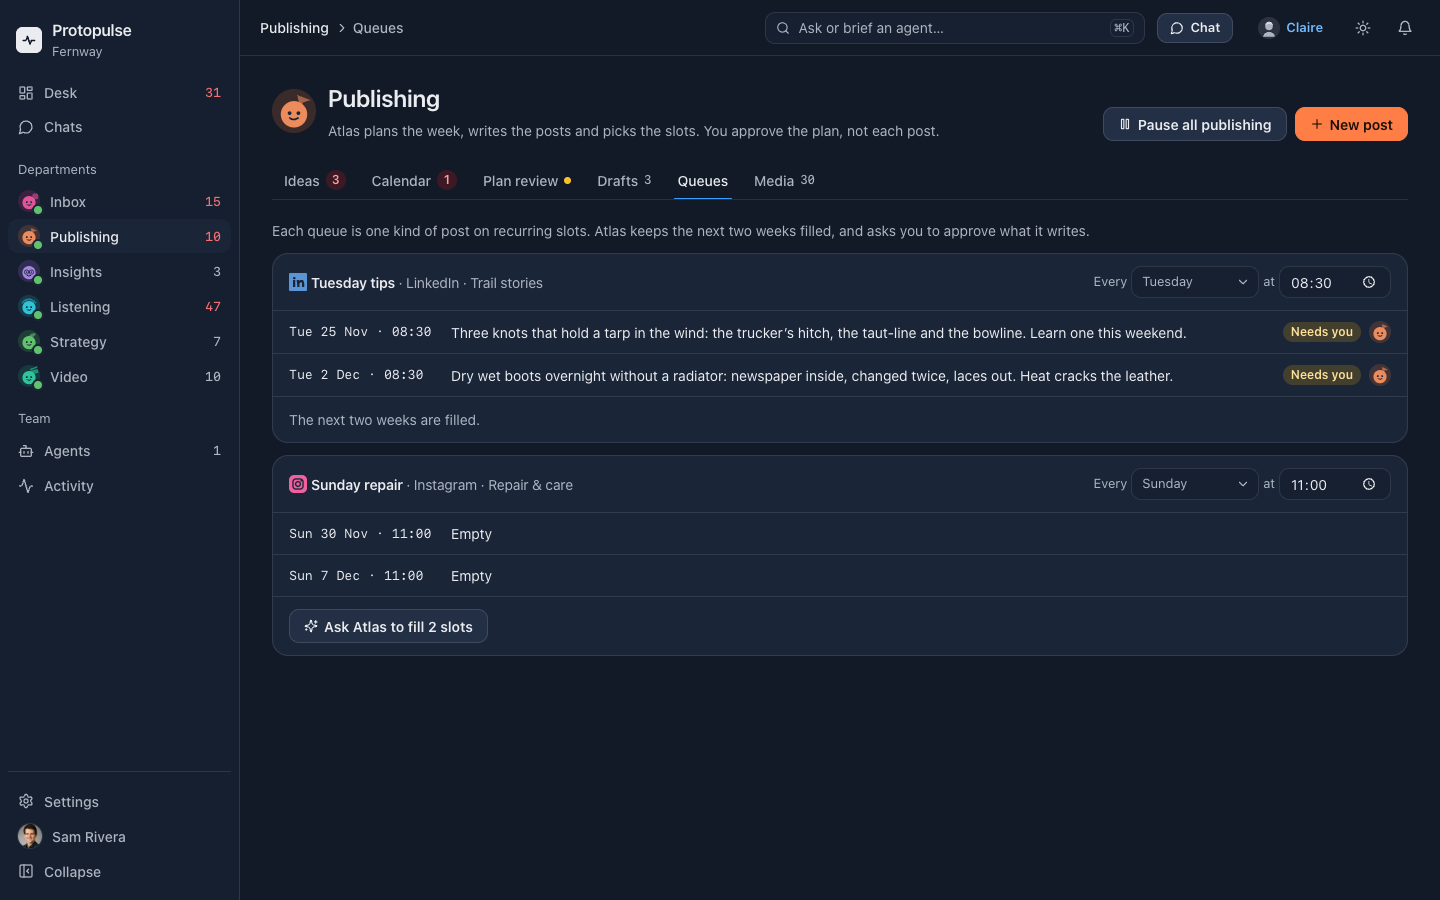 Protopulse
Fernway
Desk 31
Chats
Departments
Inbox 15
Publishing 10
Insights 3
Listening 47
Strategy 7
Video 10
Team
Agents 1
Activity
Settings
Sam Rivera
Collapse
Publishing Queues
Ask or brief an agent… ⌘K
Chat
Claire
Publishing
Atlas plans the week, writes the posts and picks the slots. You approve the plan, not each post.
Pause all publishing
New post
Ideas 3 Calendar 1 Plan review Drafts 3 Queues Media 30
Each queue is one kind of post on recurring slots. Atlas keeps the next two weeks filled, and asks you to approve what it writes.
in Tuesday tips · LinkedIn · Trail stories Every Tuesday at 08:30
Tue 25 Nov · 08:30 Three knots that hold a tarp in the wind: the trucker’s hitch, the taut-line and the bowline. Learn one this weekend. Needs you
Tue 2 Dec · 08:30 Dry wet boots overnight without a radiator: newspaper inside, changed twice, laces out. Heat cracks the leather. Needs you
The next two weeks are filled.
Sunday repair · Instagram · Repair & care Every Sunday at 11:00
Sun 30 Nov · 11:00 Empty
Sun 7 Dec · 11:00 Empty
Ask Atlas to fill 2 slots